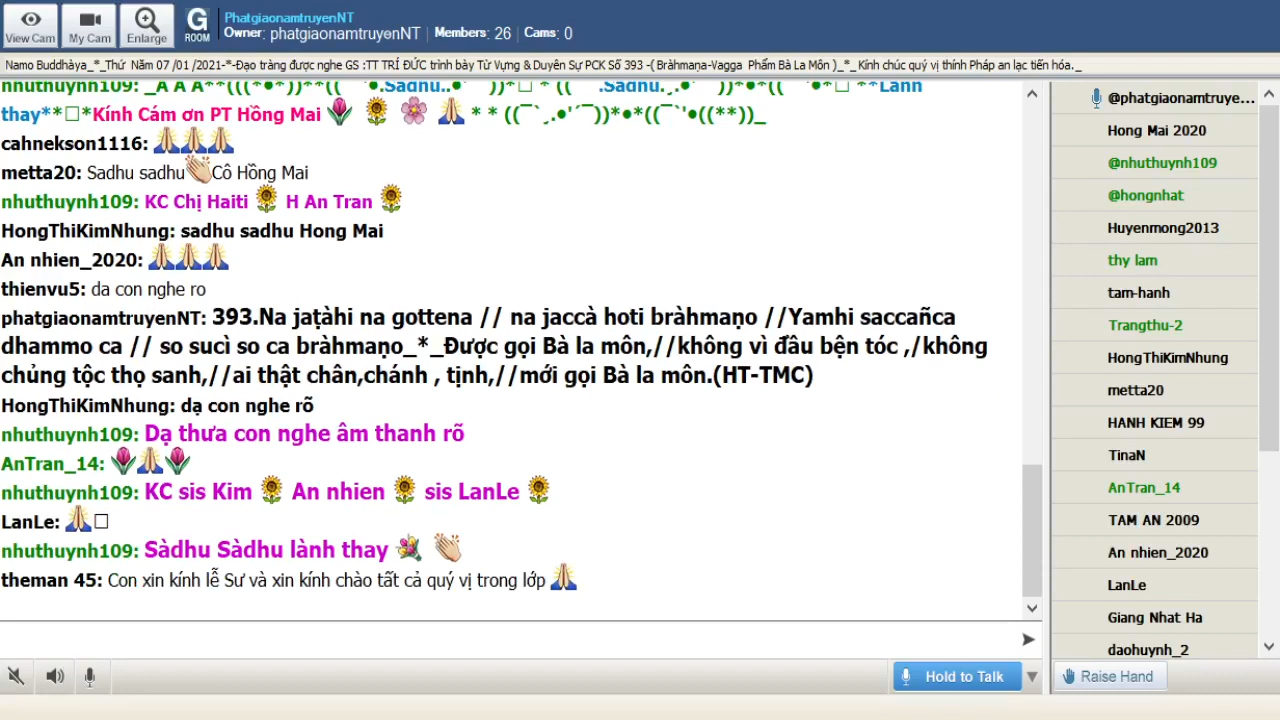 View Cam
My Cam
Enlarge
G
ROOM
PhatgiaonamtruyenNT
Owner: phatgiaonamtruyenNT | Members: 26 | Cams: 0
Namo Buddhàya_*_Thứ Năm 07 /01 /2021-*-Đạo tràng được nghe GS :TT TRÍ ĐỨC trình bày Từ Vựng & Duyên Sự PCK Số 393 -( Bràhmaṇa-Vagga Phẩm Bà La Môn )_*_ Kính chúc quý vị thính Pháp an lạc tiến hóa._
thay**□*Kính Cám ơn PT Hồng Mai 🌷 🌻 🌸 🙏 * * ((¯`¸.•'´¯))*•*((¯`'•((**))_
cahnekson1116: 🙏🙏🙏
metta20: Sadhu sadhu👏Cô Hồng Mai
nhuthuynh109: KC Chị Haiti 🌻 H An Tran 🌻
HongThiKimNhung: sadhu sadhu Hong Mai
An nhien_2020: 🙏🙏🙏
thienvu5: da con nghe ro
phatgiaonamtruyenNT: 393.Na jaṭàhi na gottena // na jaccà hoti bràhmaṇo //Yamhi saccañca
dhammo ca // so sucì so ca bràhmaṇo_*_Được gọi Bà la môn,//không vì đầu bện tóc ,/không
chủng tộc thọ sanh,//ai thật chân,chánh , tịnh,//mới gọi Bà la môn.(HT-TMC)
HongThiKimNhung: dạ con nghe rõ
nhuthuynh109: Dạ thưa con nghe âm thanh rõ
AnTran_14: 🌷🙏🌷
nhuthuynh109: KC sis Kim 🌻 An nhien 🌻 sis LanLe 🌻
LanLe: 🙏□
nhuthuynh109: Sàdhu Sàdhu lành thay 💐 👏
theman 45: Con xin kính lễ Sư và xin kính chào tất cả quý vị trong lớp 🙏
Hold to Talk
@phatgiaonamtruye...
Hong Mai 2020
@nhuthuynh109
@hongnhat
Huyenmong2013
thy lam
tam-hanh
Trangthu-2
HongThiKimNhung
metta20
HANH KIEM 99
TinaN
AnTran_14
TAM AN 2009
An nhien_2020
LanLe
Giang Nhat Ha
daohuynh_2
Raise Hand